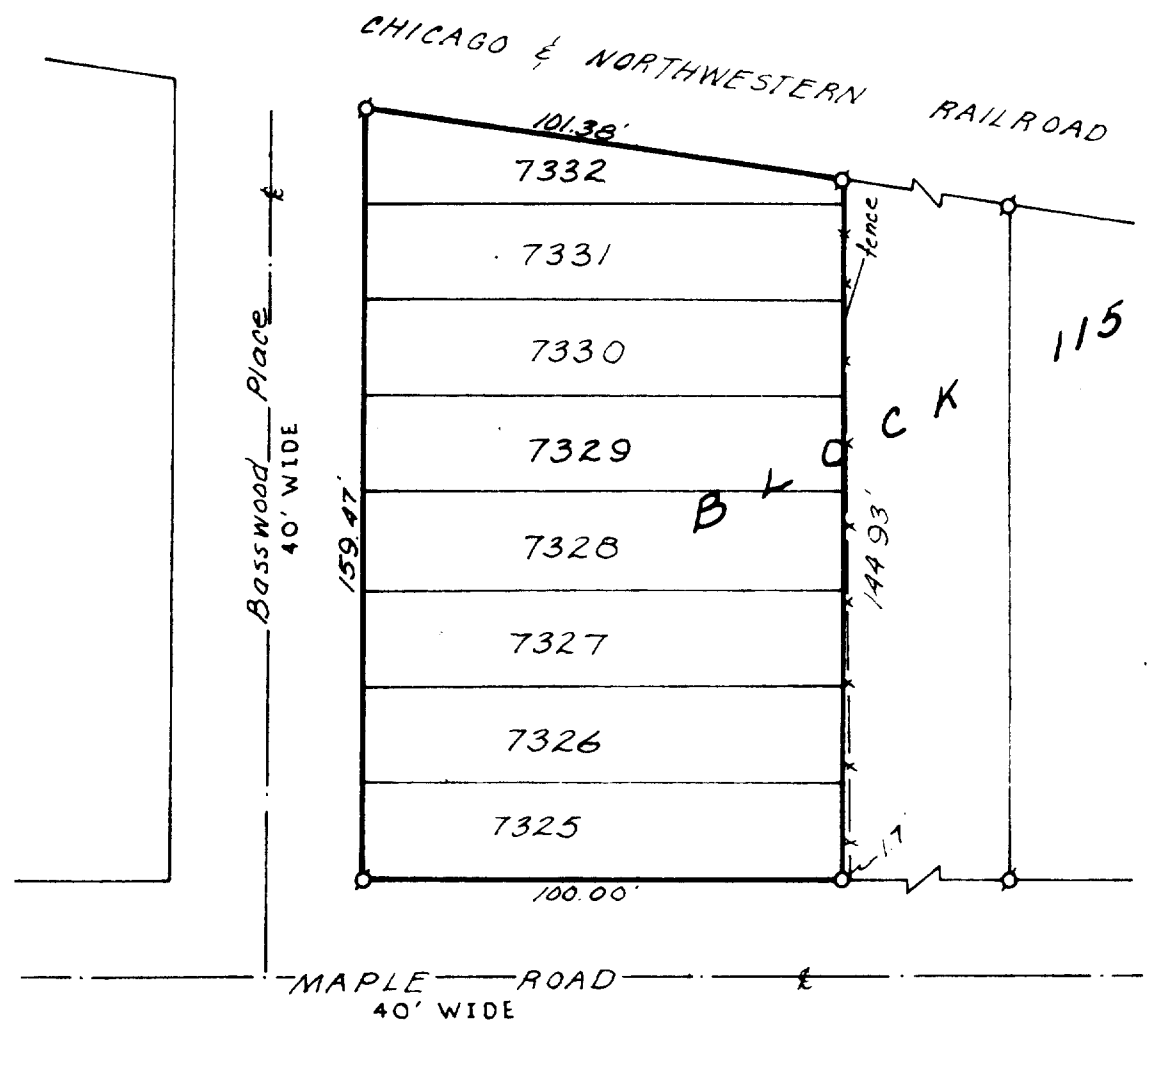 CHICAGO & NORTHWESTERN RAILROAD
101.38'
7332
fence
7331
115
7330
Basswood Place
40' WIDE
7329
BLOCK
159.47'
7328
144.93'
7327
7326
7325
1.7'
100.00'
MAPLE ROAD
40' WIDE